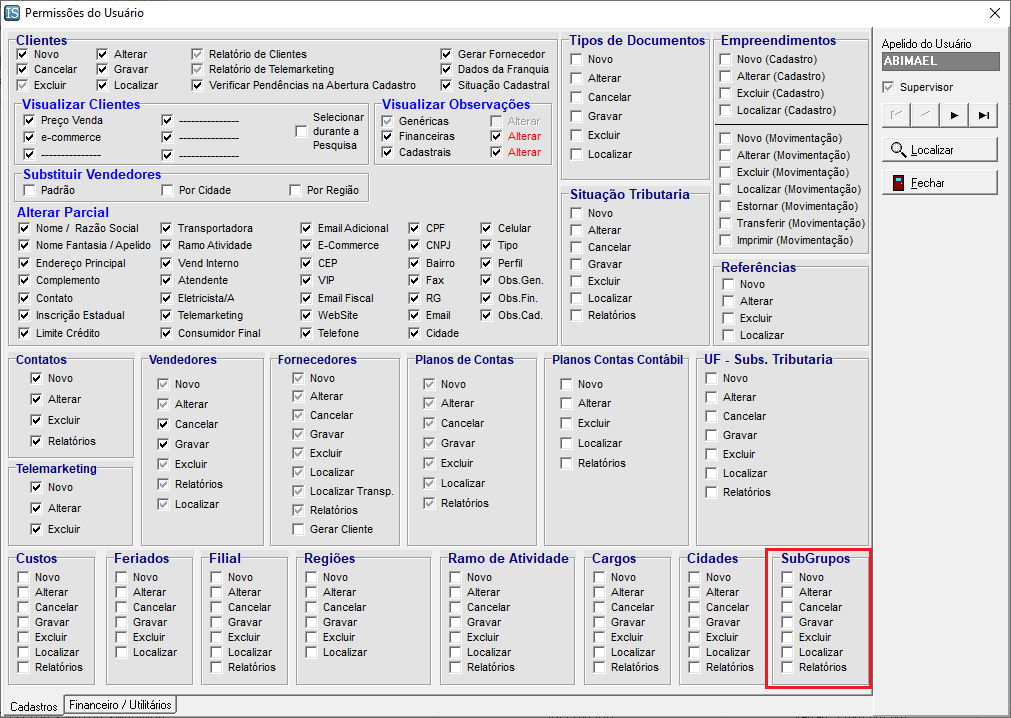 IS Permissões do Usuário
Clientes
Novo
Alterar
Relatório de Clientes
Gerar Fornecedor
Cancelar
Gravar
Relatório de Telemarketing
Dados da Franquia
Excluir
Localizar
Verificar Pendências na Abertura Cadastro
Situação Cadastral
Visualizar Clientes
Preço Venda
---------------
e-commerce
---------------
---------------
---------------
Selecionar
durante a
Pesquisa
Visualizar Observações
Genéricas
Alterar
Financeiras
Alterar
Cadastrais
Alterar
Substituir Vendedores
Padrão
Por Cidade
Por Região
Alterar Parcial
Nome / Razão Social
Transportadora
Email Adicional
CPF
Celular
Nome Fantasia / Apelido
Ramo Atividade
E-Commerce
CNPJ
Tipo
Endereço Principal
Vend Interno
CEP
Bairro
Perfil
Complemento
Atendente
VIP
Fax
Obs.Gen.
Contato
Eletricista/A
Email Fiscal
RG
Obs.Fin.
Inscrição Estadual
Telemarketing
WebSite
Email
Obs.Cad.
Limite Crédito
Consumidor Final
Telefone
Cidade
Tipos de Documentos
Novo
Alterar
Cancelar
Gravar
Excluir
Localizar
Situação Tributaria
Novo
Alterar
Cancelar
Gravar
Excluir
Localizar
Relatórios
Empreendimentos
Novo (Cadastro)
Alterar (Cadastro)
Excluir (Cadastro)
Localizar (Cadastro)
Novo (Movimentação)
Alterar (Movimentação)
Excluir (Movimentação)
Localizar (Movimentação)
Estornar (Movimentação)
Transferir (Movimentação)
Imprimir (Movimentação)
Referências
Novo
Alterar
Excluir
Localizar
Apelido do Usuário
ABIMAEL
Supervisor
Localizar
Fechar
Contatos
Novo
Alterar
Excluir
Relatórios
Telemarketing
Novo
Alterar
Excluir
Vendedores
Novo
Alterar
Cancelar
Gravar
Excluir
Relatórios
Localizar
Fornecedores
Novo
Alterar
Cancelar
Gravar
Excluir
Localizar
Localizar Transp.
Relatórios
Gerar Cliente
Planos de Contas
Novo
Alterar
Cancelar
Gravar
Excluir
Localizar
Relatórios
Planos Contas Contábil
Novo
Alterar
Excluir
Localizar
Relatórios
UF - Subs. Tributaria
Novo
Alterar
Cancelar
Gravar
Excluir
Localizar
Relatórios
Custos
Novo
Alterar
Cancelar
Gravar
Excluir
Localizar
Relatórios
Feriados
Novo
Alterar
Cancelar
Gravar
Excluir
Localizar
Filial
Novo
Alterar
Cancelar
Gravar
Excluir
Localizar
Relatórios
Regiões
Novo
Alterar
Cancelar
Gravar
Excluir
Localizar
Ramo de Atividade
Novo
Alterar
Cancelar
Gravar
Excluir
Localizar
Relatórios
Cargos
Novo
Alterar
Cancelar
Gravar
Excluir
Localizar
Relatórios
Cidades
Novo
Alterar
Cancelar
Gravar
Excluir
Localizar
Relatórios
SubGrupos
Novo
Alterar
Cancelar
Gravar
Excluir
Localizar
Relatórios
Cadastros
Financeiro / Utilitários